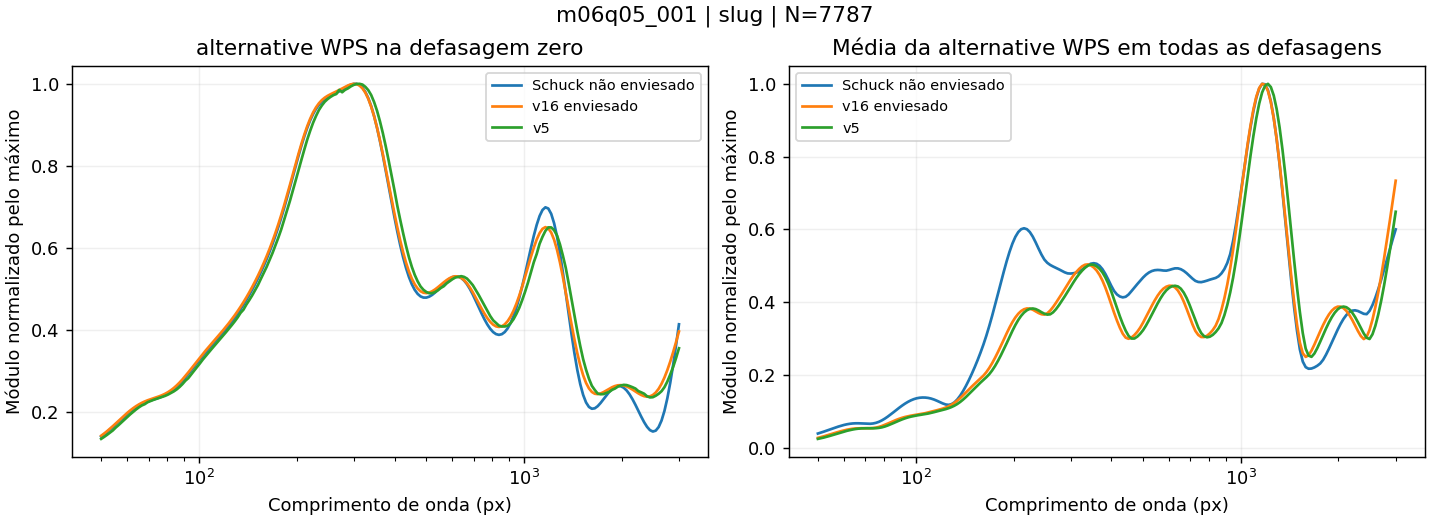 m06q05_001 | slug | N=7787
alternative WPS na defasagem zero
Módulo normalizado pelo máximo
1.0
0.8
0.6
0.4
0.2
Schuck não enviesado
v16 enviesado
v5
10²
10³
Comprimento de onda (px)
Média da alternative WPS em todas as defasagens
Módulo normalizado pelo máximo
1.0
0.8
0.6
0.4
0.2
0.0
Schuck não enviesado
v16 enviesado
v5
10²
10³
Comprimento de onda (px)